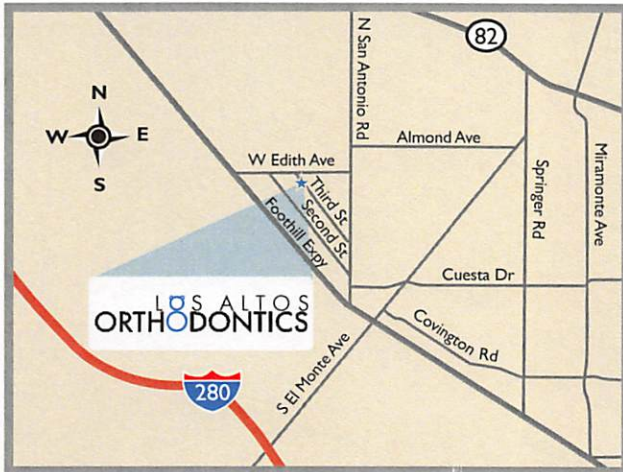 82
N San Antonio Rd
N
W
E
S
Almond Ave
W Edith Ave
Third St
Second St
Foothill Expy
Springer Rd
Miramonte Ave
Cuesta Dr
Covington Rd
S El Monte Ave
LOS ALTOS
ORTHODONTICS
280